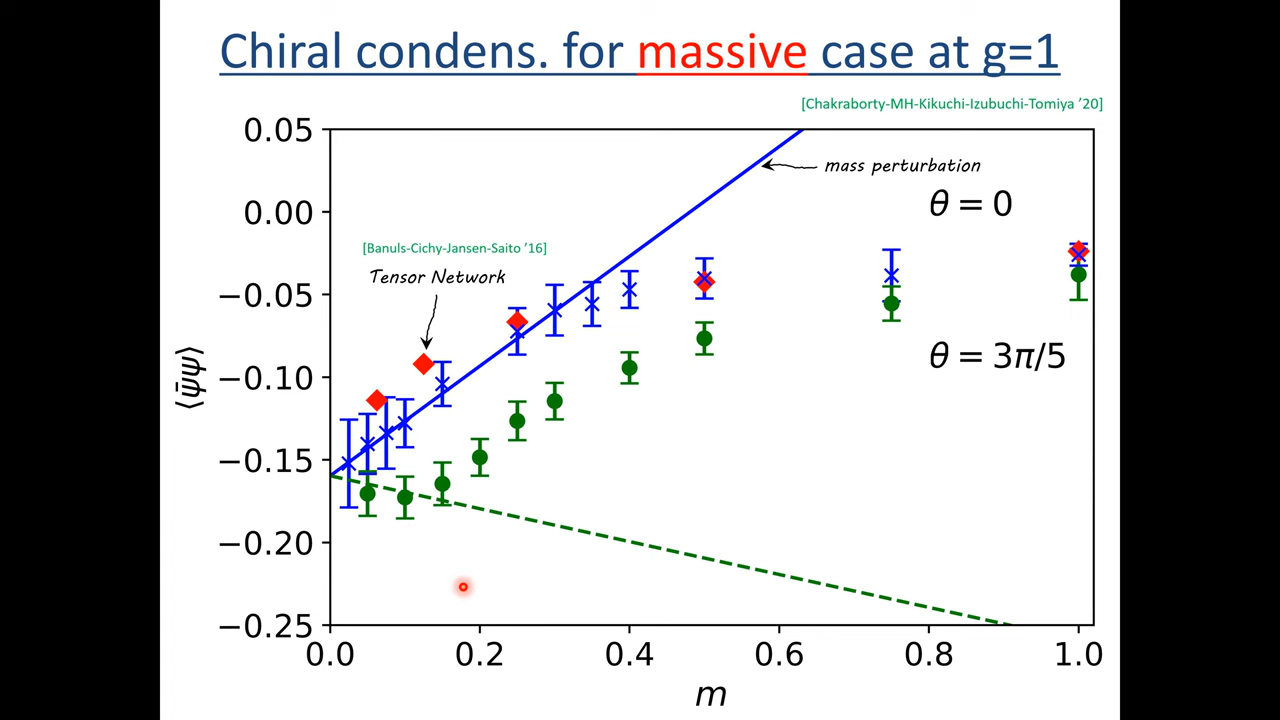 Chiral condens. for massive case at g=1
[Chakraborty-MH-Kikuchi-Izubuchi-Tomiya ’20]
0.05
mass perturbation
θ = 0
0.00
[Banuls-Cichy-Jansen-Saito ’16]
Tensor Network
−0.05
θ = 3π/5
⟨ψ̄ψ⟩
−0.10
−0.15
−0.20
−0.25
0.0 0.2 0.4 0.6 0.8 1.0
m